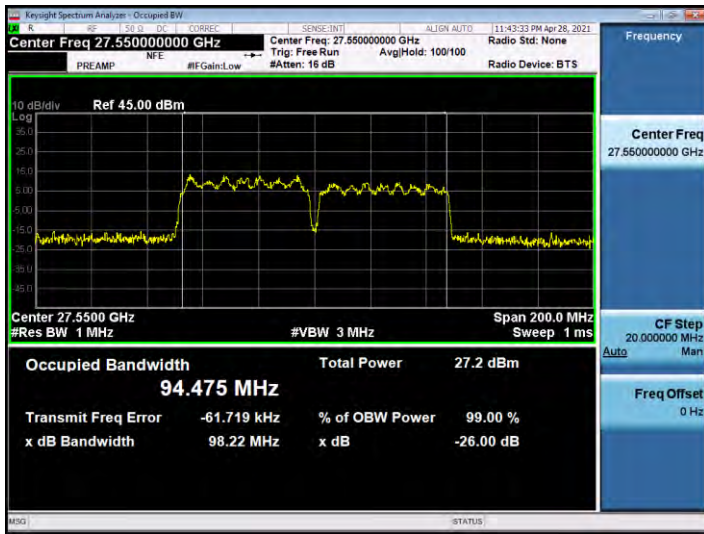 Keysight Spectrum Analyzer - Occupied BW
R RF 50 Ω DC CORREC SENSE:INT ALIGN AUTO 11:43:33 PM Apr 28, 2021
Center Freq 27.550000000 GHz
Center Freq: 27.550000000 GHz
Radio Std: None
NFE
Trig: Free Run Avg|Hold: 100/100
PREAMP #IFGain:Low #Atten: 16 dB Radio Device: BTS
10 dB/div Ref 45.00 dBm
Log
35.0
25.0
15.0
5.00
-5.00
-15.0
-25.0
-35.0
-45.0
Center 27.5500 GHz Span 200.0 MHz
#Res BW 1 MHz #VBW 3 MHz Sweep 1 ms
Occupied Bandwidth Total Power 27.2 dBm
94.475 MHz
Transmit Freq Error -61.719 kHz % of OBW Power 99.00 %
x dB Bandwidth 98.22 MHz x dB -26.00 dB
Frequency
Center Freq
27.550000000 GHz
CF Step
20.000000 MHz
Auto Man
Freq Offset
0 Hz
MSG STATUS